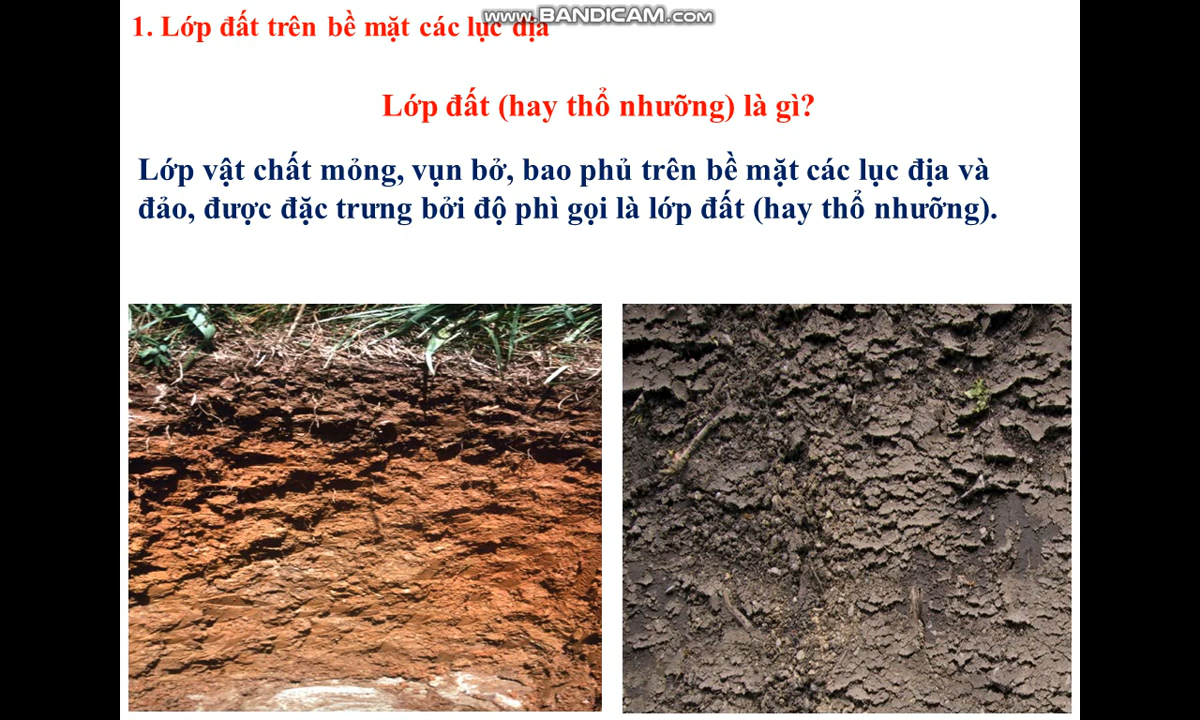 www.BANDICAM.com
1. Lớp đất trên bề mặt các lục địa
Lớp đất (hay thổ nhưỡng) là gì?
Lớp vật chất mỏng, vụn bở, bao phủ trên bề mặt các lục địa và
đảo, được đặc trưng bởi độ phì gọi là lớp đất (hay thổ nhưỡng).